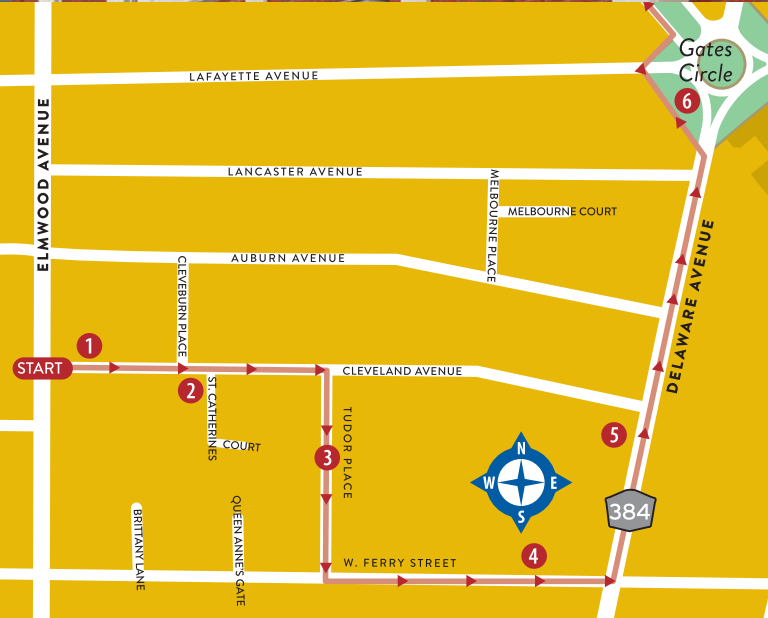 Gates
Circle
LAFAYETTE AVENUE
6
ELMWOOD AVENUE
LANCASTER AVENUE
MELBOURNE PLACE
MELBOURNE COURT
CLEVEBURN PLACE
AUBURN AVENUE
DELAWARE AVENUE
1
START
2
CLEVELAND AVENUE
ST. CATHERINES
COURT
TUDOR PLACE
3
5
N
W E
S
384
BRITTANY LANE
QUEEN ANNE'S GATE
4
W. FERRY STREET